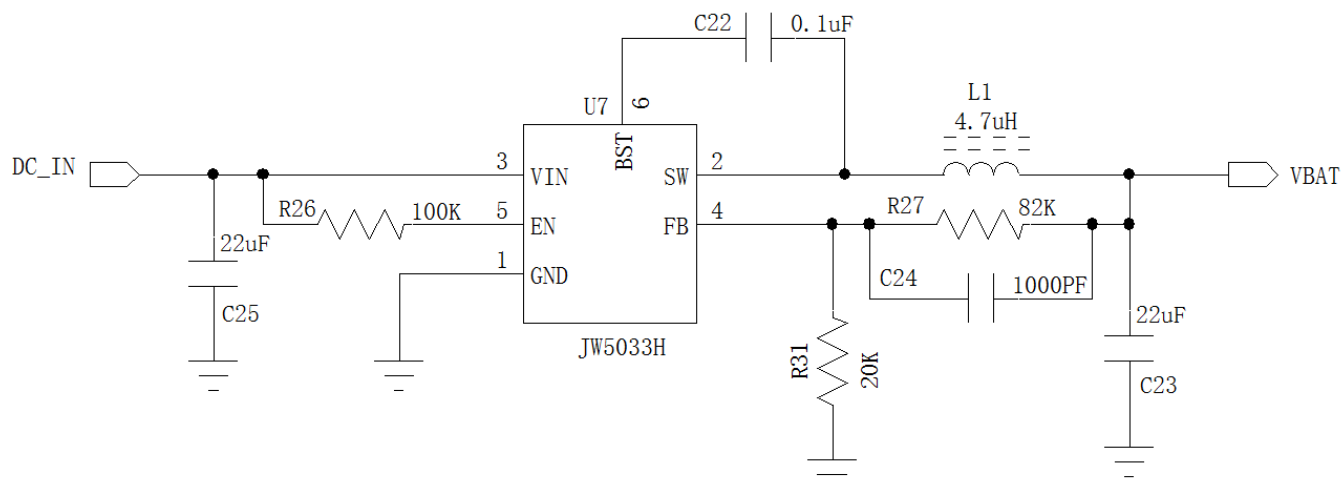 C22 0.1uF
U7
6
L1
4.7uH
DC_IN
3
VIN
BST
SW
2
VBAT
R26
100K
5
EN
FB
4
R27
82K
22uF
1
GND
C24
1000PF
C25
22uF
JW5033H
R31
20K
C23